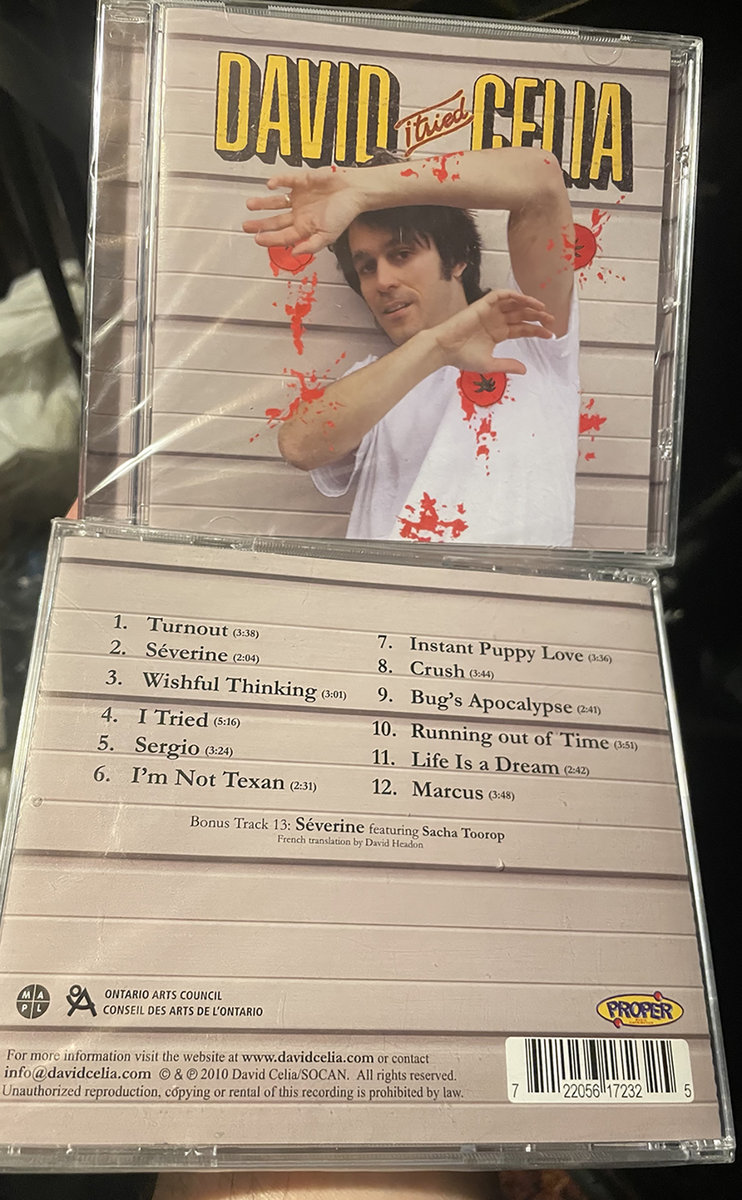 DAVID i tried CELIA
1. Turnout (3:38)
2. Séverine (2:04)
3. Wishful Thinking (3:01)
4. I Tried (5:16)
5. Sergio (3:24)
6. I'm Not Texan (2:31)
7. Instant Puppy Love (3:36)
8. Crush (3:44)
9. Bug's Apocalypse (2:41)
10. Running out of Time (3:51)
11. Life Is a Dream (2:42)
12. Marcus (3:48)
Bonus Track 13: Séverine featuring Sacha Toorop
French translation by David Headon
M A
P L
ONTARIO ARTS COUNCIL
CONSEIL DES ARTS DE L'ONTARIO
PROPER
For more information visit the website at www.davidcelia.com or contact
info@davidcelia.com © & ℗ 2010 David Celia/SOCAN. All rights reserved.
Unauthorized reproduction, copying or rental of this recording is prohibited by law.
7 22056 17232 5